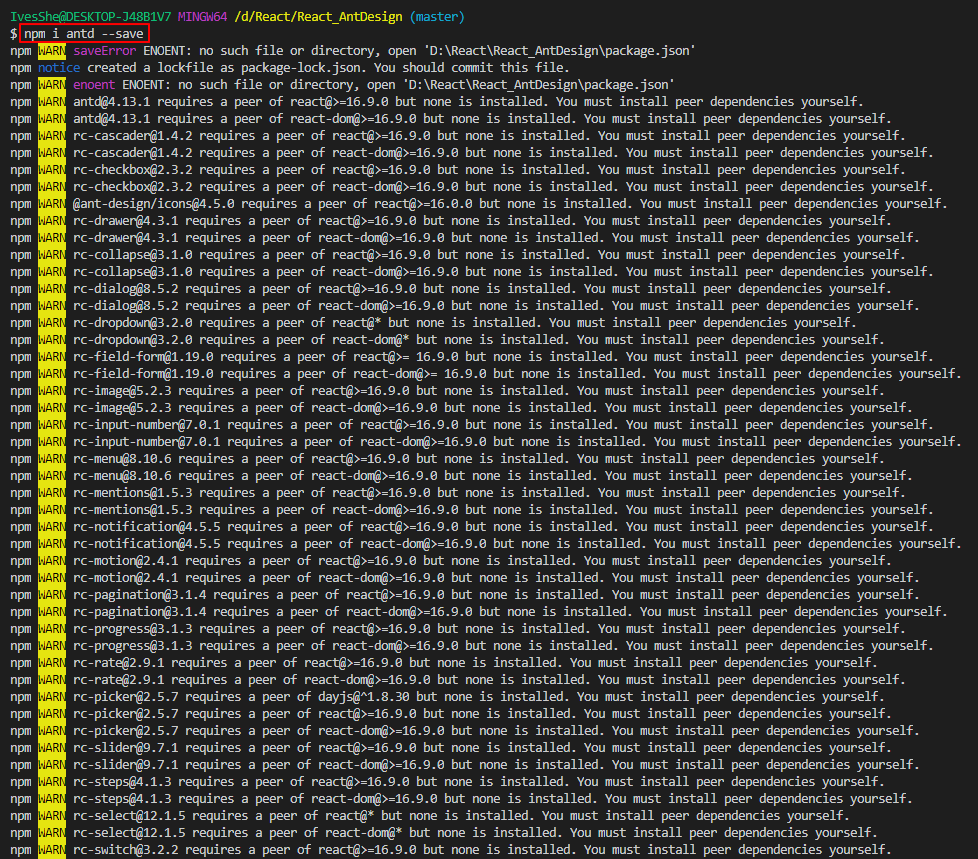 IvesShe@DESKTOP-J48B1V7 MINGW64 /d/React/React_AntDesign (master)
$ npm i antd --save
npm WARN saveError ENOENT: no such file or directory, open 'D:\React\React_AntDesign\package.json'
npm notice created a lockfile as package-lock.json. You should commit this file.
npm WARN enoent ENOENT: no such file or directory, open 'D:\React\React_AntDesign\package.json'
npm WARN antd@4.13.1 requires a peer of react@>=16.9.0 but none is installed. You must install peer dependencies yourself.
npm WARN antd@4.13.1 requires a peer of react-dom@>=16.9.0 but none is installed. You must install peer dependencies yourself.
npm WARN rc-cascader@1.4.2 requires a peer of react@>=16.9.0 but none is installed. You must install peer dependencies yourself.
npm WARN rc-cascader@1.4.2 requires a peer of react-dom@>=16.9.0 but none is installed. You must install peer dependencies yourself.
npm WARN rc-checkbox@2.3.2 requires a peer of react@>=16.9.0 but none is installed. You must install peer dependencies yourself.
npm WARN rc-checkbox@2.3.2 requires a peer of react-dom@>=16.9.0 but none is installed. You must install peer dependencies yourself.
npm WARN @ant-design/icons@4.5.0 requires a peer of react@>=16.0.0 but none is installed. You must install peer dependencies yourself.
npm WARN rc-drawer@4.3.1 requires a peer of react@>=16.9.0 but none is installed. You must install peer dependencies yourself.
npm WARN rc-drawer@4.3.1 requires a peer of react-dom@>=16.9.0 but none is installed. You must install peer dependencies yourself.
npm WARN rc-collapse@3.1.0 requires a peer of react@>=16.9.0 but none is installed. You must install peer dependencies yourself.
npm WARN rc-collapse@3.1.0 requires a peer of react-dom@>=16.9.0 but none is installed. You must install peer dependencies yourself.
npm WARN rc-dialog@8.5.2 requires a peer of react@>=16.9.0 but none is installed. You must install peer dependencies yourself.
npm WARN rc-dialog@8.5.2 requires a peer of react-dom@>=16.9.0 but none is installed. You must install peer dependencies yourself.
npm WARN rc-dropdown@3.2.0 requires a peer of react@* but none is installed. You must install peer dependencies yourself.
npm WARN rc-dropdown@3.2.0 requires a peer of react-dom@* but none is installed. You must install peer dependencies yourself.
npm WARN rc-field-form@1.19.0 requires a peer of react@>= 16.9.0 but none is installed. You must install peer dependencies yourself.
npm WARN rc-field-form@1.19.0 requires a peer of react-dom@>= 16.9.0 but none is installed. You must install peer dependencies yourself.
npm WARN rc-image@5.2.3 requires a peer of react@>=16.9.0 but none is installed. You must install peer dependencies yourself.
npm WARN rc-image@5.2.3 requires a peer of react-dom@>=16.9.0 but none is installed. You must install peer dependencies yourself.
npm WARN rc-input-number@7.0.1 requires a peer of react@>=16.9.0 but none is installed. You must install peer dependencies yourself.
npm WARN rc-input-number@7.0.1 requires a peer of react-dom@>=16.9.0 but none is installed. You must install peer dependencies yourself.
npm WARN rc-menu@8.10.6 requires a peer of react@>=16.9.0 but none is installed. You must install peer dependencies yourself.
npm WARN rc-menu@8.10.6 requires a peer of react-dom@>=16.9.0 but none is installed. You must install peer dependencies yourself.
npm WARN rc-mentions@1.5.3 requires a peer of react@>=16.9.0 but none is installed. You must install peer dependencies yourself.
npm WARN rc-mentions@1.5.3 requires a peer of react-dom@>=16.9.0 but none is installed. You must install peer dependencies yourself.
npm WARN rc-notification@4.5.5 requires a peer of react@>=16.9.0 but none is installed. You must install peer dependencies yourself.
npm WARN rc-notification@4.5.5 requires a peer of react-dom@>=16.9.0 but none is installed. You must install peer dependencies yourself.
npm WARN rc-motion@2.4.1 requires a peer of react@>=16.9.0 but none is installed. You must install peer dependencies yourself.
npm WARN rc-motion@2.4.1 requires a peer of react-dom@>=16.9.0 but none is installed. You must install peer dependencies yourself.
npm WARN rc-pagination@3.1.4 requires a peer of react@>=16.9.0 but none is installed. You must install peer dependencies yourself.
npm WARN rc-pagination@3.1.4 requires a peer of react-dom@>=16.9.0 but none is installed. You must install peer dependencies yourself.
npm WARN rc-progress@3.1.3 requires a peer of react@>=16.9.0 but none is installed. You must install peer dependencies yourself.
npm WARN rc-progress@3.1.3 requires a peer of react-dom@>=16.9.0 but none is installed. You must install peer dependencies yourself.
npm WARN rc-rate@2.9.1 requires a peer of react@>=16.9.0 but none is installed. You must install peer dependencies yourself.
npm WARN rc-rate@2.9.1 requires a peer of react-dom@>=16.9.0 but none is installed. You must install peer dependencies yourself.
npm WARN rc-picker@2.5.7 requires a peer of dayjs@^1.8.30 but none is installed. You must install peer dependencies yourself.
npm WARN rc-picker@2.5.7 requires a peer of react@>=16.9.0 but none is installed. You must install peer dependencies yourself.
npm WARN rc-picker@2.5.7 requires a peer of react-dom@>=16.9.0 but none is installed. You must install peer dependencies yourself.
npm WARN rc-slider@9.7.1 requires a peer of react@>=16.9.0 but none is installed. You must install peer dependencies yourself.
npm WARN rc-slider@9.7.1 requires a peer of react-dom@>=16.9.0 but none is installed. You must install peer dependencies yourself.
npm WARN rc-steps@4.1.3 requires a peer of react@>=16.9.0 but none is installed. You must install peer dependencies yourself.
npm WARN rc-steps@4.1.3 requires a peer of react-dom@>=16.9.0 but none is installed. You must install peer dependencies yourself.
npm WARN rc-select@12.1.5 requires a peer of react@* but none is installed. You must install peer dependencies yourself.
npm WARN rc-select@12.1.5 requires a peer of react-dom@* but none is installed. You must install peer dependencies yourself.
npm WARN rc-switch@3.2.2 requires a peer of react@>=16.9.0 but none is installed. You must install peer dependencies yourself.